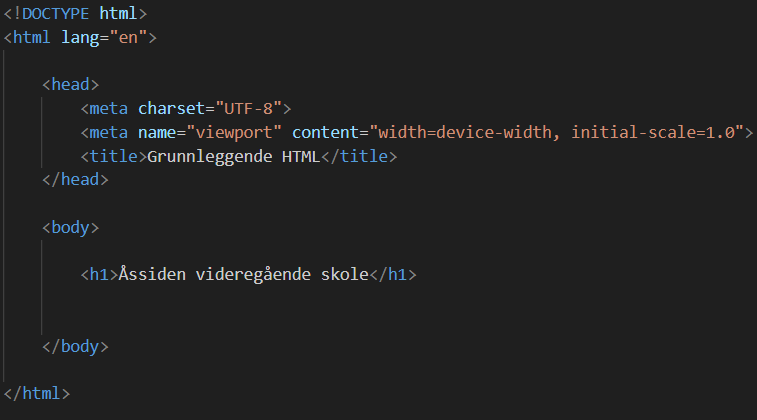 <!DOCTYPE html>
<html lang="en">
<head>
<meta charset="UTF-8">
<meta name="viewport" content="width=device-width, initial-scale=1.0">
<title>Grunnleggende HTML</title>
</head>
<body>
<h1>Åssiden videregående skole</h1>
</body>
</html>